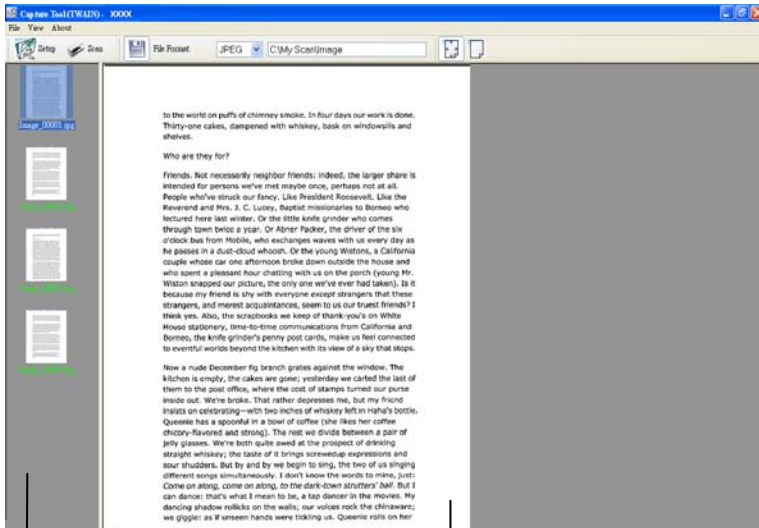 Capture Tool(TWAIN)- XXXX
File View About
Setup Scan File Format: JPEG C:\My Scan\Image
Image_00001.jpg
to the world on puffs of chimney smoke. In four days our work is done.
Thirty-one cakes, dampened with whiskey, bask on windowsills and
shelves.
Who are they for?
Friends. Not necessarily neighbor friends: indeed, the larger share is
intended for persons we've met maybe once, perhaps not at all.
People who've struck our fancy. Like President Roosevelt. Like the
Reverend and Mrs. J. C. Lucey, Baptist missionaries to Borneo who
lectured here last winter. Or the little knife grinder who comes
through town twice a year. Or Abner Packer, the driver of the six
o'clock bus from Mobile, who exchanges waves with us every day as
he passes in a dust-cloud whoosh. Or the young Wistons, a California
couple whose car one afternoon broke down outside the house and
who spent a pleasant hour chatting with us on the porch (young Mr.
Wiston snapped our picture, the only one we've ever had taken). Is it
because my friend is shy with everyone except strangers that these
strangers, and merest acquaintances, seem to us our truest friends? I
think yes. Also, the scrapbooks we keep of thank-you's on White
House stationery, time-to-time communications from California and
Borneo, the knife grinder's penny post cards, make us feel connected
to eventful worlds beyond the kitchen with its view of a sky that stops.
Now a nude December fig branch grates against the window. The
kitchen is empty, the cakes are gone; yesterday we carted the last of
them to the post office, where the cost of stamps turned our purse
inside out. We're broke. That rather depresses me, but my friend
insists on celebrating—with two inches of whiskey left in Haha's bottle.
Queenie has a spoonful in a bowl of coffee (she likes her coffee
chicory-flavored and strong). The rest we divide between a pair of
jelly glasses. We're both quite awed at the prospect of drinking
straight whiskey; the taste of it brings screwedup expressions and
sour shudders. But by and by we begin to sing, the two of us singing
different songs simultaneously. I don't know the words to mine, just:
Come on along, come on along, to the dark-town strutters' ball. But I
can dance: that's what I mean to be, a tap dancer in the movies. My
dancing shadow rollicks on the walls; our voices rock the chinaware;
we giggle: as if unseen hands were tickling us. Queenie rolls on her